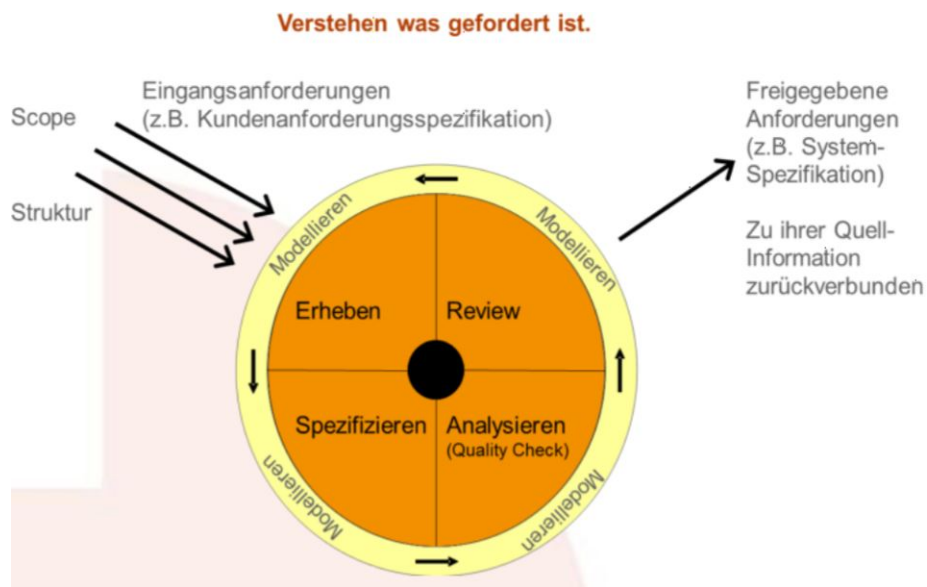 Verstehen was gefordert ist.
Scope
Struktur
Eingangsanforderungen
(z.B. Kundenanforderungsspezifikation)
Freigegebene
Anforderungen
(z.B. System-
Spezifikation)
Zu ihrer Quell-
Information
zurückverbunden
Modellieren
Modellieren
Erheben
Review
Spezifizieren
Analysieren
(Quality Check)
Modellieren
Modellieren